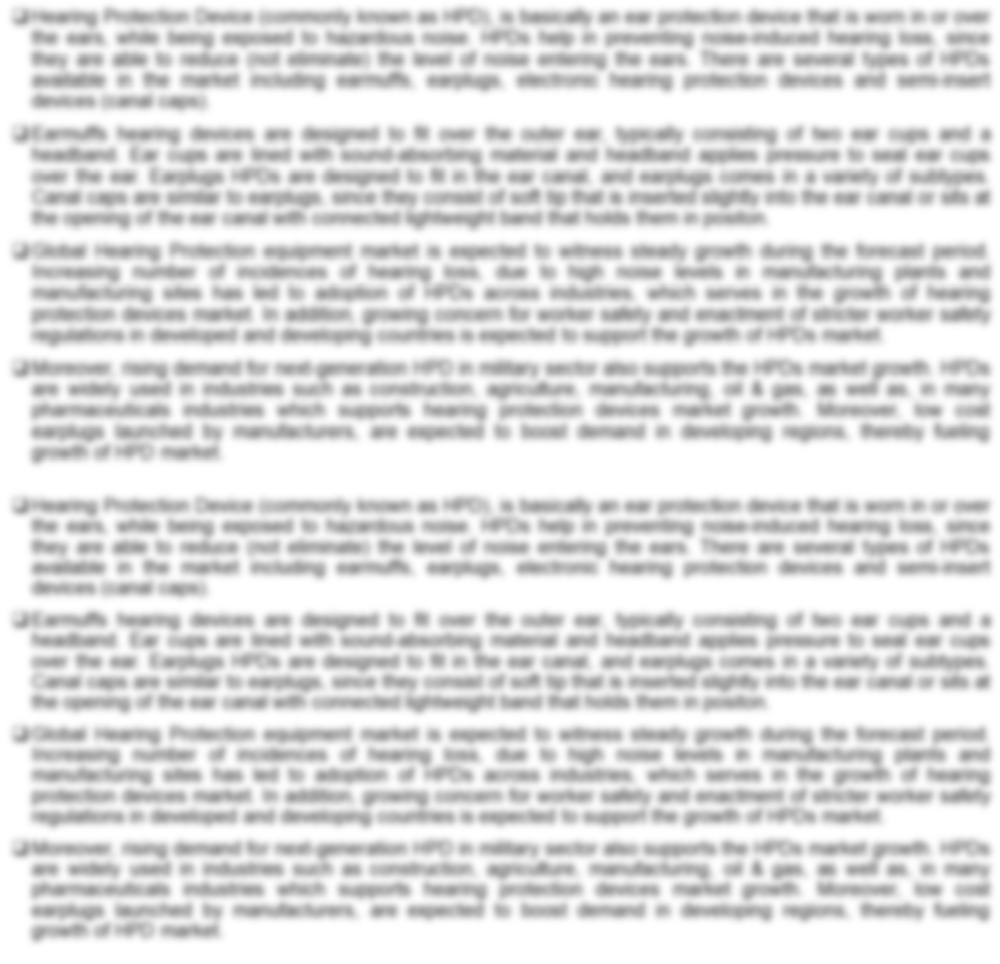 ❑Hearing Protection Device (commonly known as HPD), is basically an ear protection device that is worn in or over
the ears, while being exposed to hazardous noise. HPDs help in preventing noise-induced hearing loss, since
they are able to reduce (not eliminate) the level of noise entering the ears. There are several types of HPDs
available in the market including earmuffs, earplugs, electronic hearing protection devices and semi-insert
devices (canal caps).
❑Earmuffs hearing devices are designed to fit over the outer ear, typically consisting of two ear cups and a
headband. Ear cups are lined with sound-absorbing material and headband applies pressure to seal ear cups
over the ear. Earplugs HPDs are designed to fit in the ear canal, and earplugs comes in a variety of subtypes.
Canal caps are similar to earplugs, since they consist of soft tip that is inserted slightly into the ear canal or sits at
the opening of the ear canal with connected lightweight band that holds them in positon.
❑Global Hearing Protection equipment market is expected to witness steady growth during the forecast period.
Increasing number of incidences of hearing loss, due to high noise levels in manufacturing plants and
manufacturing sites has led to adoption of HPDs across industries, which serves in the growth of hearing
protection devices market. In addition, growing concern for worker safety and enactment of stricter worker safety
regulations in developed and developing countries is expected to support the growth of HPDs market.
❑Moreover, rising demand for next-generation HPD in military sector also supports the HPDs market growth. HPDs
are widely used in industries such as construction, agriculture, manufacturing, oil & gas, as well as, in many
pharmaceuticals industries which supports hearing protection devices market growth. Moreover, low cost
earplugs launched by manufacturers, are expected to boost demand in developing regions, thereby fueling
growth of HPD market.
❑Hearing Protection Device (commonly known as HPD), is basically an ear protection device that is worn in or over
the ears, while being exposed to hazardous noise. HPDs help in preventing noise-induced hearing loss, since
they are able to reduce (not eliminate) the level of noise entering the ears. There are several types of HPDs
available in the market including earmuffs, earplugs, electronic hearing protection devices and semi-insert
devices (canal caps).
❑Earmuffs hearing devices are designed to fit over the outer ear, typically consisting of two ear cups and a
headband. Ear cups are lined with sound-absorbing material and headband applies pressure to seal ear cups
over the ear. Earplugs HPDs are designed to fit in the ear canal, and earplugs comes in a variety of subtypes.
Canal caps are similar to earplugs, since they consist of soft tip that is inserted slightly into the ear canal or sits at
the opening of the ear canal with connected lightweight band that holds them in positon.
❑Global Hearing Protection equipment market is expected to witness steady growth during the forecast period.
Increasing number of incidences of hearing loss, due to high noise levels in manufacturing plants and
manufacturing sites has led to adoption of HPDs across industries, which serves in the growth of hearing
protection devices market. In addition, growing concern for worker safety and enactment of stricter worker safety
regulations in developed and developing countries is expected to support the growth of HPDs market.
❑Moreover, rising demand for next-generation HPD in military sector also supports the HPDs market growth. HPDs
are widely used in industries such as construction, agriculture, manufacturing, oil & gas, as well as, in many
pharmaceuticals industries which supports hearing protection devices market growth. Moreover, low cost
earplugs launched by manufacturers, are expected to boost demand in developing regions, thereby fueling
growth of HPD market.